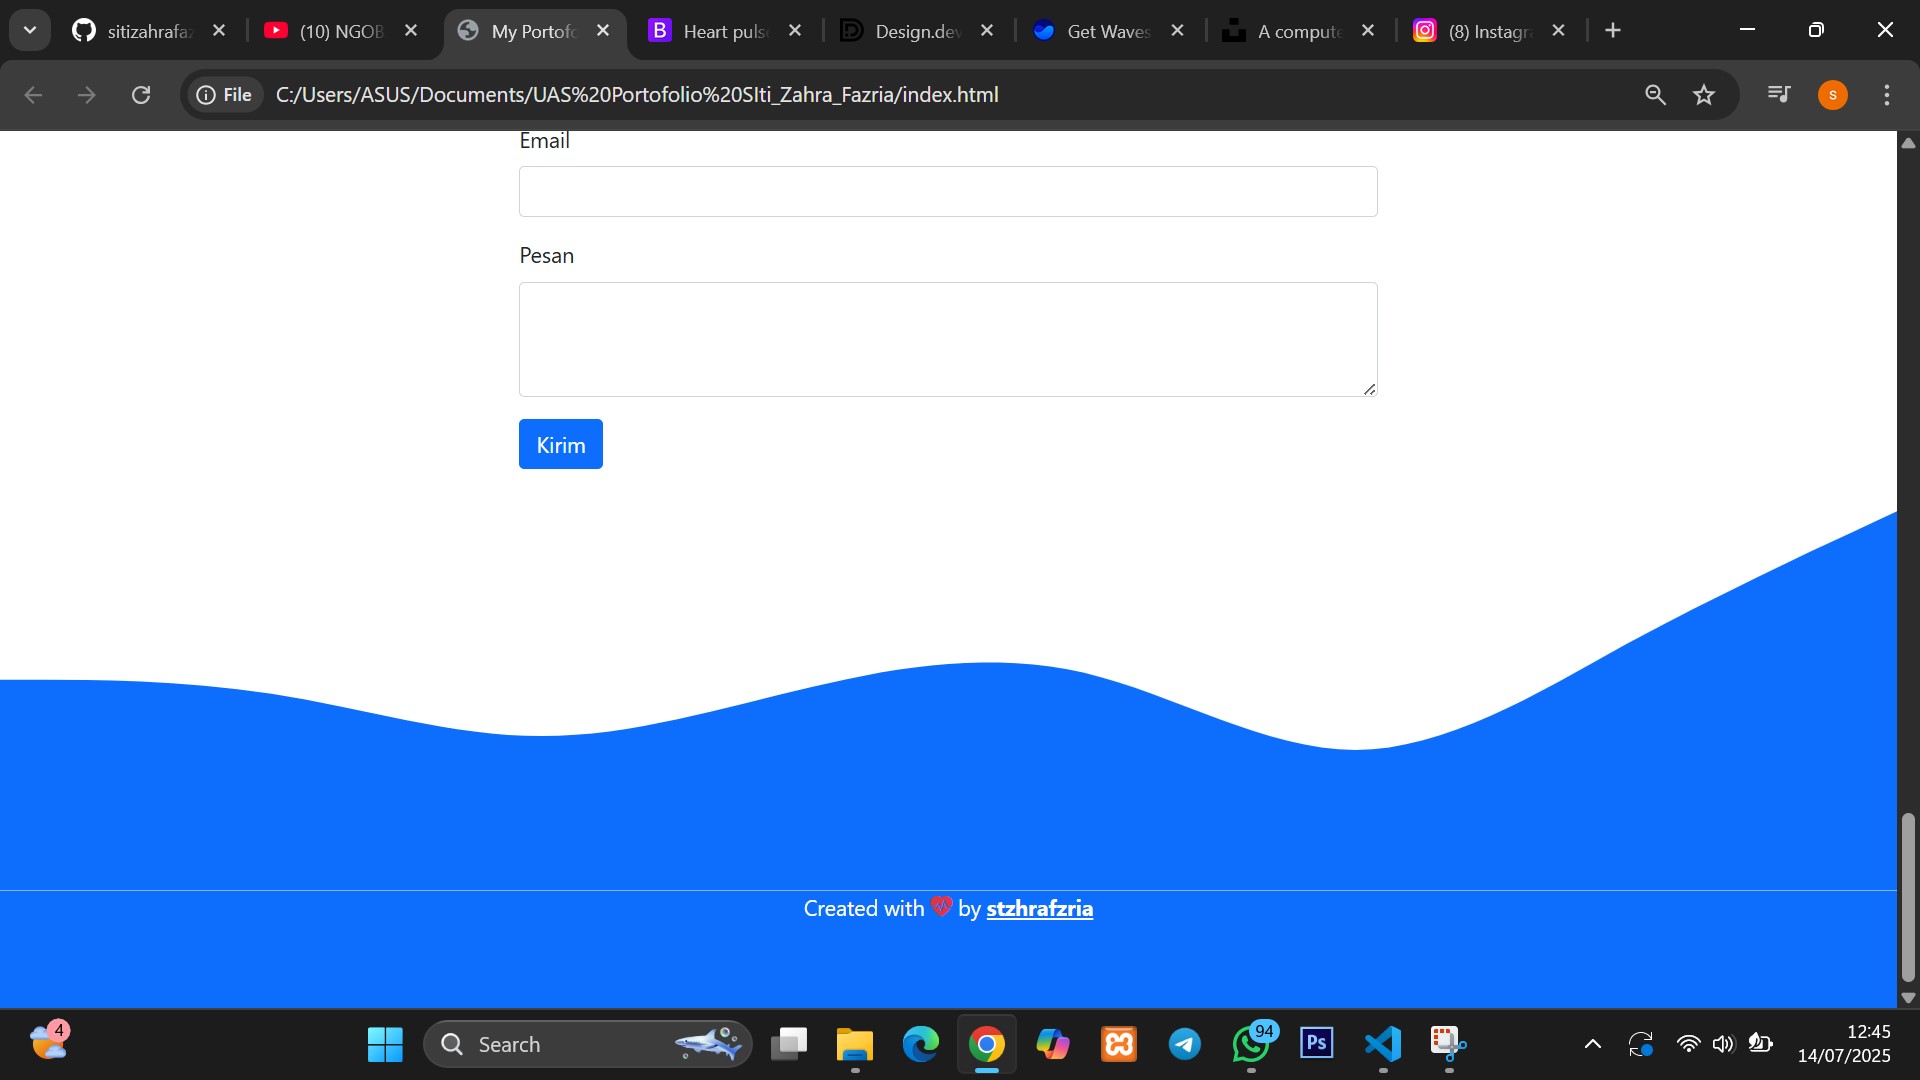 sitizahrafaz
(10) NGOB
My Portofo
B
Heart puls
Design.dev
Get Waves
A compute
(8) Instagra
File
C:/Users/ASUS/Documents/UAS%20Portofolio%20SIti_Zahra_Fazria/index.html
s
Email
Pesan
Kirim
Created with by stzhrafzria
4
Search
94
Ps
12:45
14/07/2025